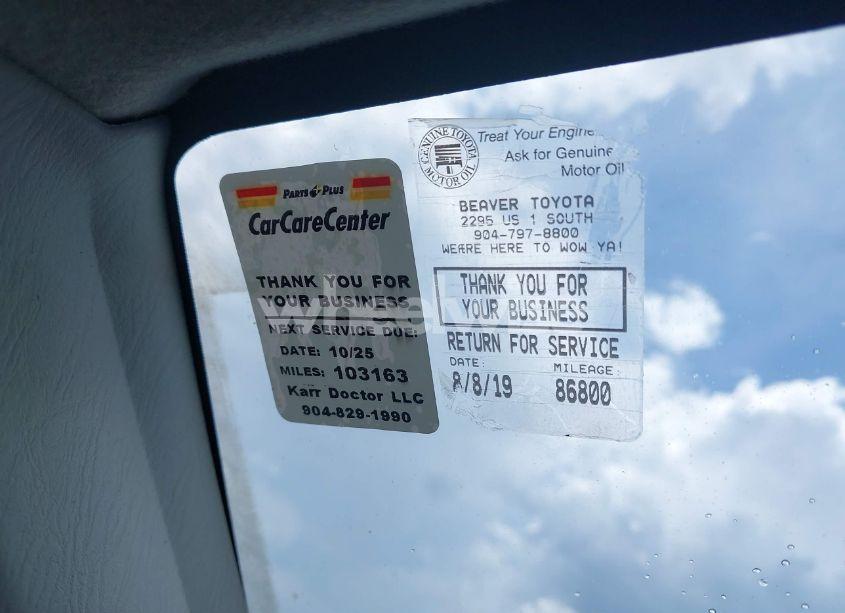 PARTS PLUS
CarCareCenter
THANK YOU FOR
YOUR BUSINESS
NEXT SERVICE DUE:
DATE: 10/25
MILES: 103163
Karr Doctor LLC
904-829-1990
GENUINE TOYOTA
MOTOR OIL
Treat Your Engine
Ask for Genuine
Motor Oil
BEAVER TOYOTA
2295 US 1 SOUTH
904-797-8800
WE'RE HERE TO WOW YA!
THANK YOU FOR
YOUR BUSINESS
RETURN FOR SERVICE
DATE: MILEAGE:
8/8/19 86800